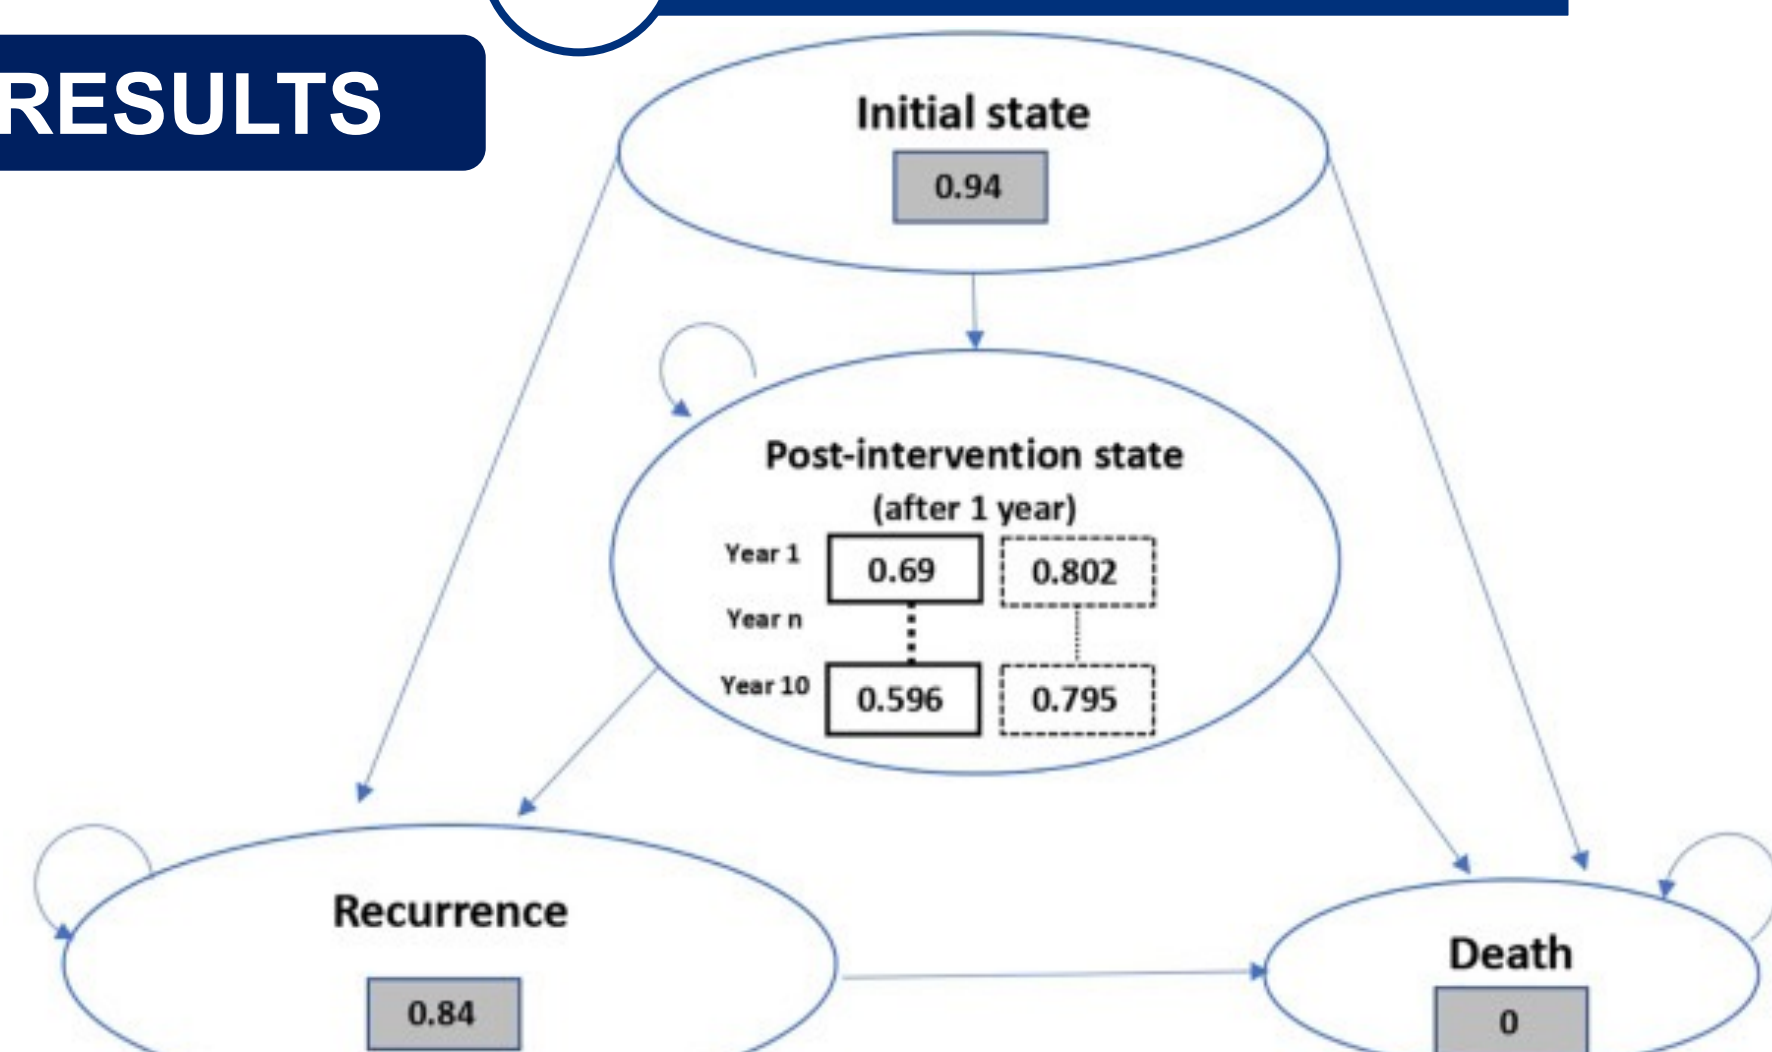 RESULTS
Initial state
0.94
Post-intervention state
(after 1 year)
Year 1
0.69
0.802
Year n
Year 10
0.596
0.795
Recurrence
0.84
Death
0